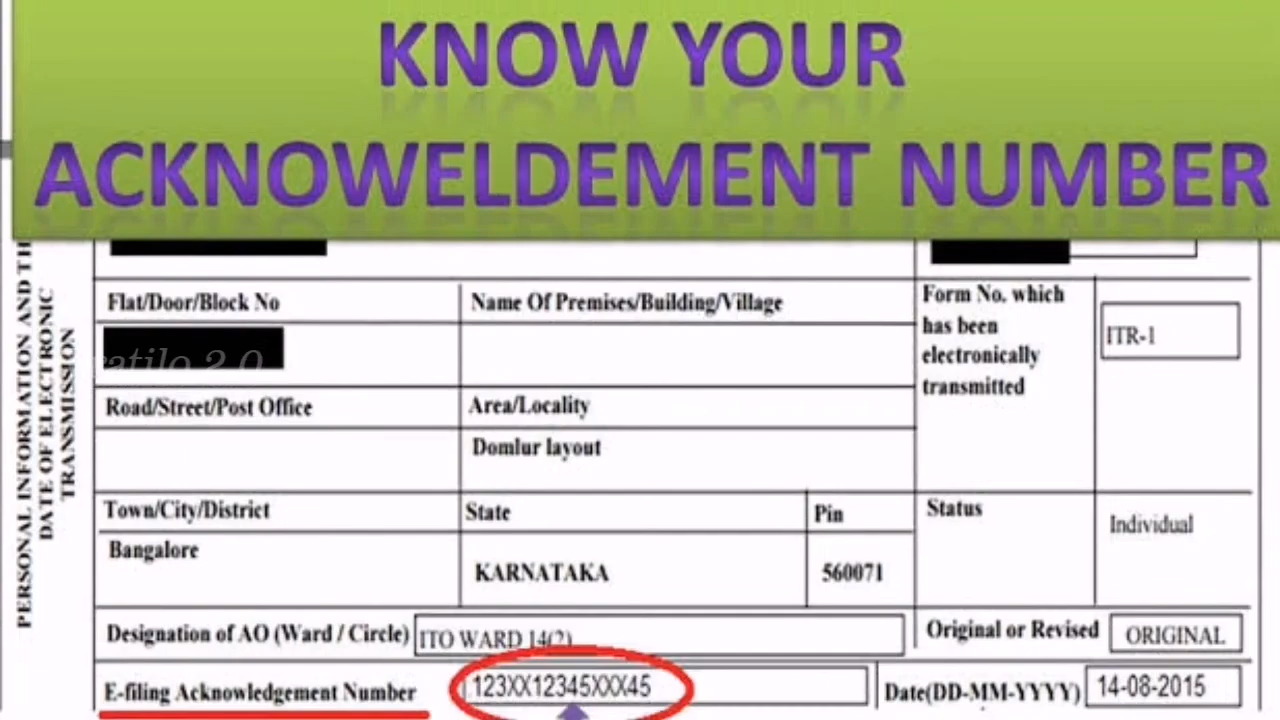 KNOW YOUR
ACKNOWELDEMENT NUMBER
PERSONAL INFORMATION AND
DATE OF ELECTRONIC
TRANSMISSION
Flat/Door/Block No
Name Of Premises/Building/Village
Form No. which
has been
electronically
transmitted
ITR-1
2.0
Road/Street/Post Office
Area/Locality
Domlur layout
Town/City/District
State
Pin
Status
Individual
Bangalore
KARNATAKA
560071
Designation of AO (Ward / Circle)
ITO WARD 14(2)
Original or Revised
ORIGINAL
E-filing Acknowledgement Number
123XX12345XXX45
Date(DD-MM-YYYY)
14-08-2015